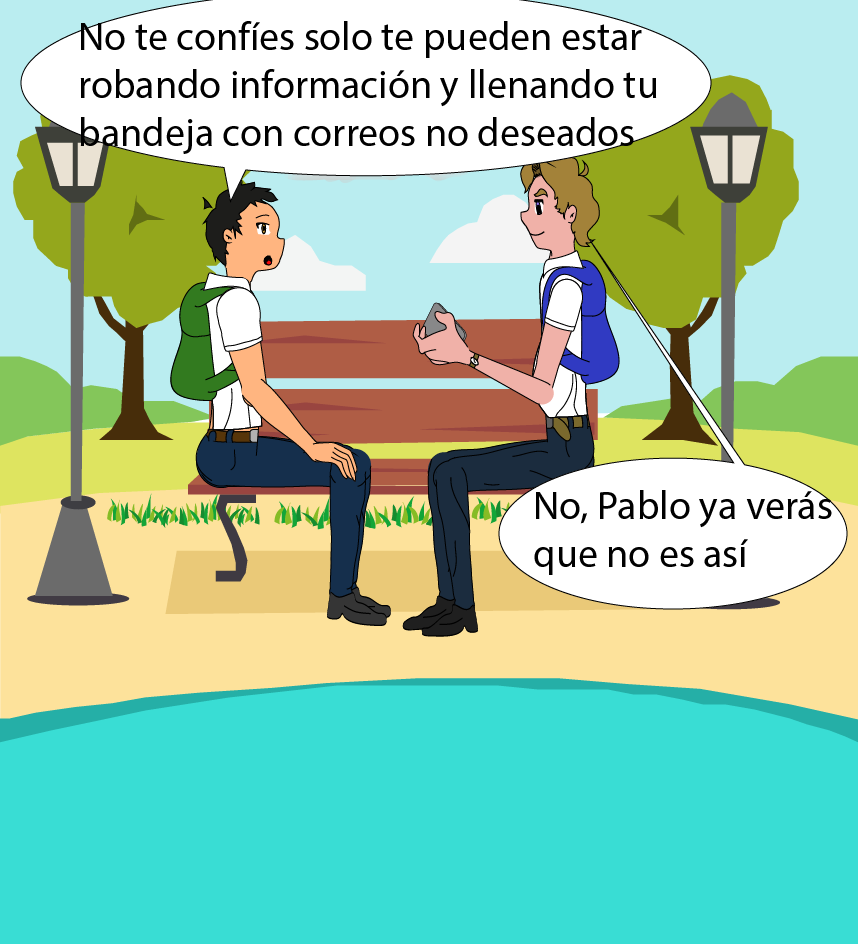 No te confíes solo te pueden estar
robando información y llenando tu
bandeja con correos no deseados
No, Pablo ya verás
que no es así